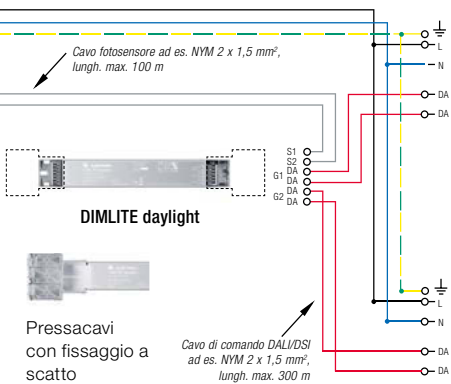 L
Cavo fotosensore ad es. NYM 2 x 1,5 mm²,
lungh. max. 100 m
N
DA
DA
S1
S2
G1 DA
DA
G2 DA
DA
DIMLITE daylight
L
N
Pressacavi
con fissaggio a
scatto
Cavo di comando DALI/DSI
ad es. NYM 2 x 1,5 mm²,
lungh. max. 300 m
DA
DA